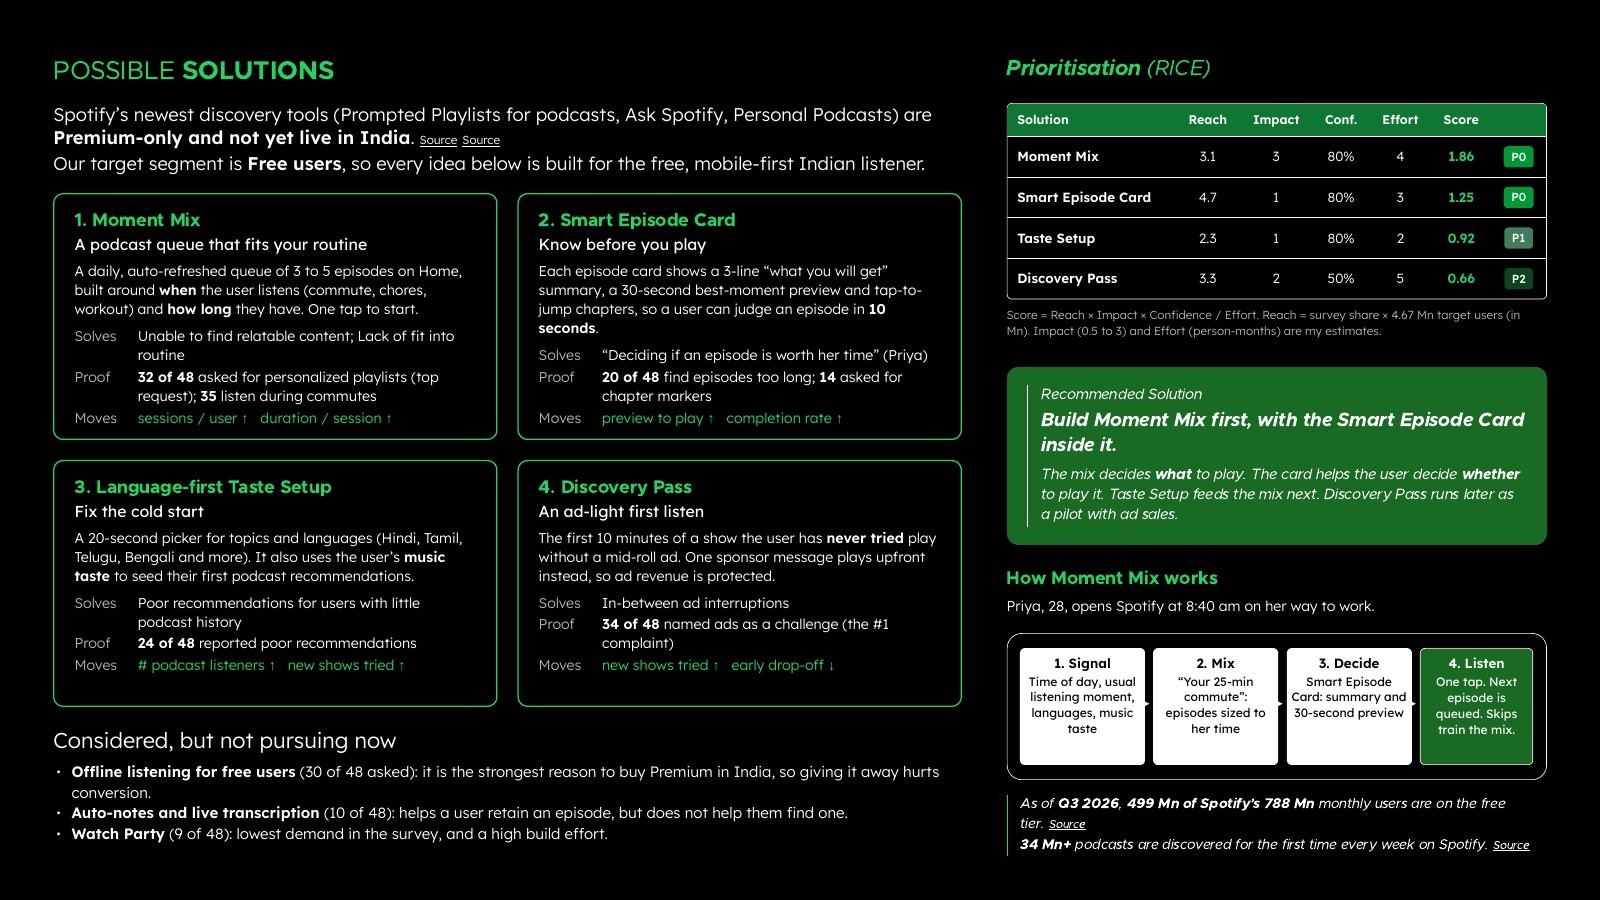 POSSIBLE SOLUTIONS
Spotify’s newest discovery tools (Prompted Playlists for podcasts, Ask Spotify, Personal Podcasts) are
Premium-only and not yet live in India. Source Source
Our target segment is Free users, so every idea below is built for the free, mobile-first Indian listener.
1. Moment Mix
A podcast queue that fits your routine
A daily, auto-refreshed queue of 3 to 5 episodes on Home,
built around when the user listens (commute, chores,
workout) and how long they have. One tap to start.
Solves Unable to find relatable content; Lack of fit into
routine
Proof 32 of 48 asked for personalized playlists (top
request); 35 listen during commutes
Moves sessions / user ↑ duration / session ↑
2. Smart Episode Card
Know before you play
Each episode card shows a 3-line “what you will get”
summary, a 30-second best-moment preview and tap-to-
jump chapters, so a user can judge an episode in 10
seconds.
Solves “Deciding if an episode is worth her time” (Priya)
Proof 20 of 48 find episodes too long; 14 asked for
chapter markers
Moves preview to play ↑ completion rate ↑
3. Language-first Taste Setup
Fix the cold start
A 20-second picker for topics and languages (Hindi, Tamil,
Telugu, Bengali and more). It also uses the user’s music
taste to seed their first podcast recommendations.
Solves Poor recommendations for users with little
podcast history
Proof 24 of 48 reported poor recommendations
Moves # podcast listeners ↑ new shows tried ↑
4. Discovery Pass
An ad-light first listen
The first 10 minutes of a show the user has never tried play
without a mid-roll ad. One sponsor message plays upfront
instead, so ad revenue is protected.
Solves In-between ad interruptions
Proof 34 of 48 named ads as a challenge (the #1
complaint)
Moves new shows tried ↑ early drop-off ↓
Considered, but not pursuing now
• Offline listening for free users (30 of 48 asked): it is the strongest reason to buy Premium in India, so giving it away hurts
conversion.
• Auto-notes and live transcription (10 of 48): helps a user retain an episode, but does not help them find one.
• Watch Party (9 of 48): lowest demand in the survey, and a high build effort.
Prioritisation (RICE)
Solution Reach Impact Conf. Effort Score
Moment Mix 3.1 3 80% 4 1.86 P0
Smart Episode Card 4.7 1 80% 3 1.25 P0
Taste Setup 2.3 1 80% 2 0.92 P1
Discovery Pass 3.3 2 50% 5 0.66 P2
Score = Reach × Impact × Confidence / Effort. Reach = survey share × 4.67 Mn target users (in
Mn). Impact (0.5 to 3) and Effort (person-months) are my estimates.
Recommended Solution
Build Moment Mix first, with the Smart Episode Card
inside it.
The mix decides what to play. The card helps the user decide whether
to play it. Taste Setup feeds the mix next. Discovery Pass runs later as
a pilot with ad sales.
How Moment Mix works
Priya, 28, opens Spotify at 8:40 am on her way to work.
1. Signal
Time of day, usual
listening moment,
languages, music
taste
2. Mix
“Your 25-min
commute”:
episodes sized to
her time
3. Decide
Smart Episode
Card: summary and
30-second preview
4. Listen
One tap. Next
episode is
queued. Skips
train the mix.
As of Q3 2026, 499 Mn of Spotify’s 788 Mn monthly users are on the free
tier. Source
34 Mn+ podcasts are discovered for the first time every week on Spotify. Source